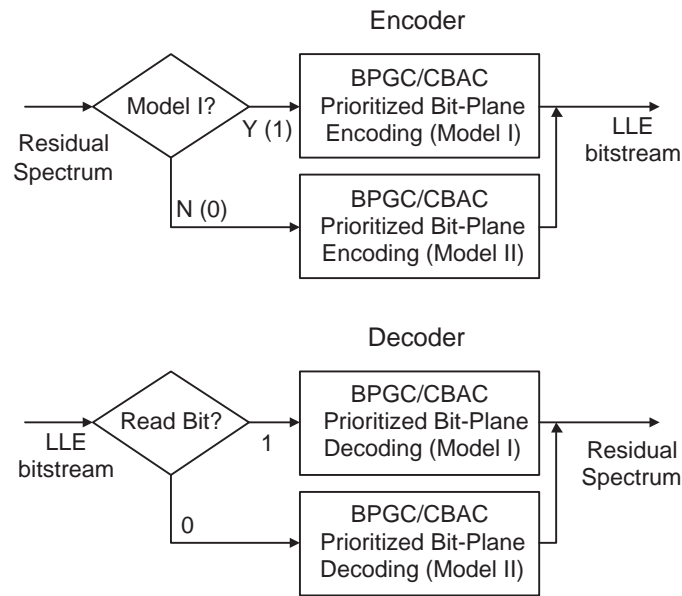 Encoder
Model I?
Y (1)
N (0)
Residual
Spectrum
BPGC/CBAC
Prioritized Bit-Plane
Encoding (Model I)
BPGC/CBAC
Prioritized Bit-Plane
Encoding (Model II)
LLE
bitstream
Decoder
Read Bit?
1
0
LLE
bitstream
BPGC/CBAC
Prioritized Bit-Plane
Decoding (Model I)
BPGC/CBAC
Prioritized Bit-Plane
Decoding (Model II)
Residual
Spectrum